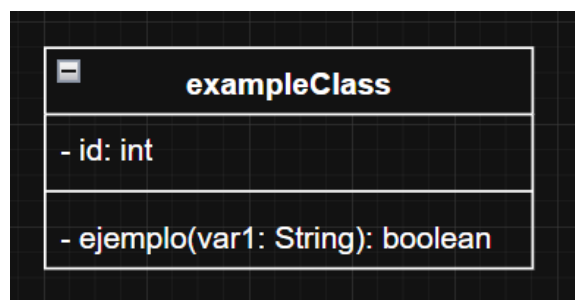 exampleClass
- id: int
- ejemplo(var1: String): boolean